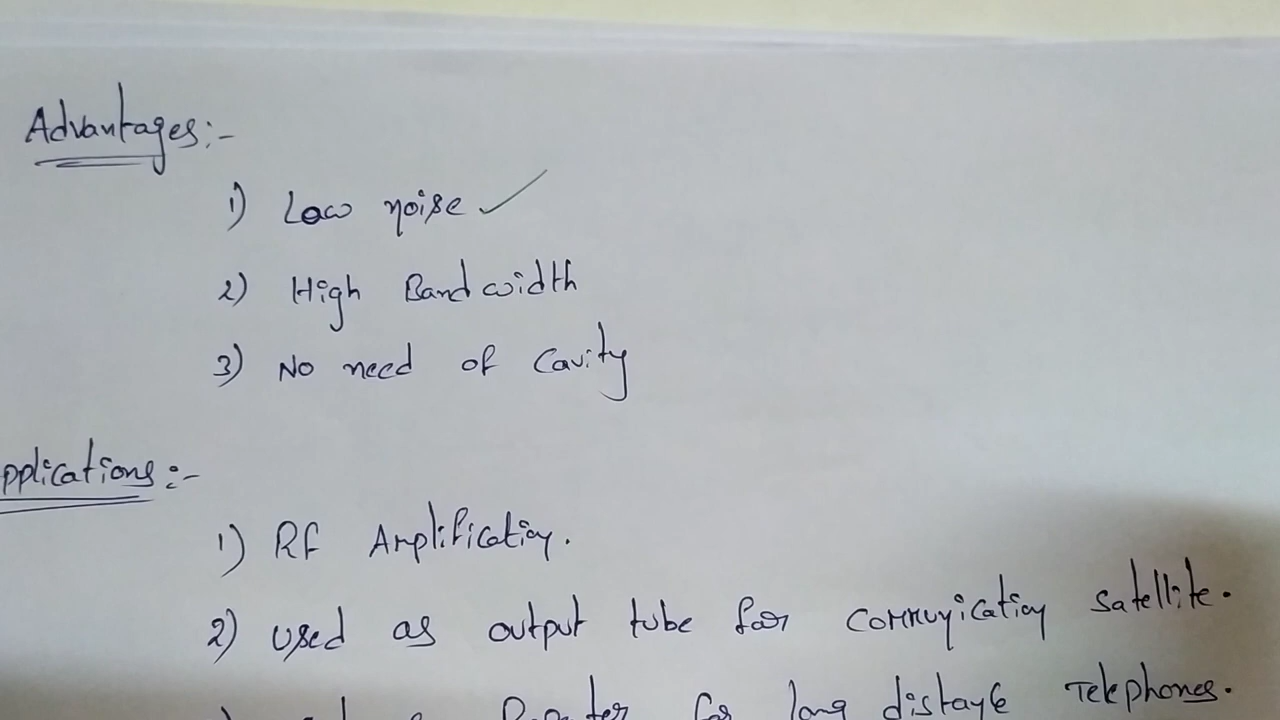 Advantages:-
1) Low noise ✓
2) High Bandwidth
3) No need of Cavity
pplications:-
1) RF Amplification.
2) Used as output tube for communication satellite.
for long distance Telephones.